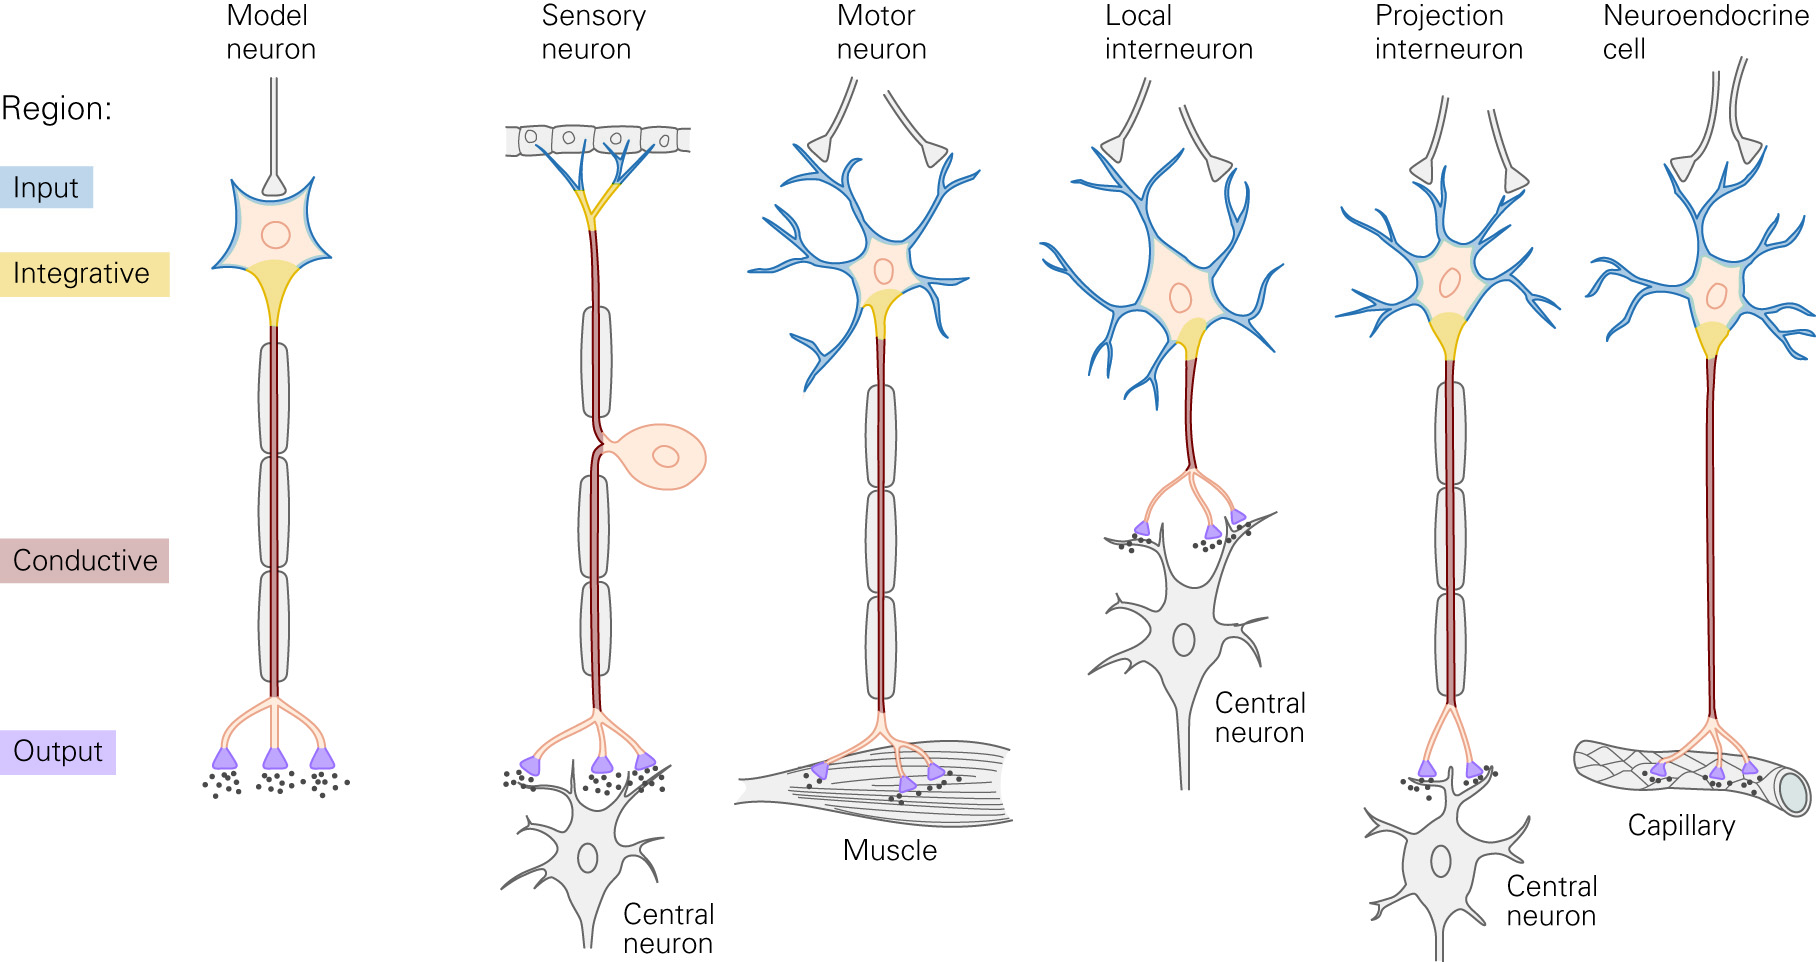 Model
neuron
Sensory
neuron
Motor
neuron
Local
interneuron
Projection
interneuron
Neuroendocrine
cell
Region:
Input
Integrative
Conductive
Output
Central
neuron
Muscle
Central
neuron
Central
neuron
Capillary